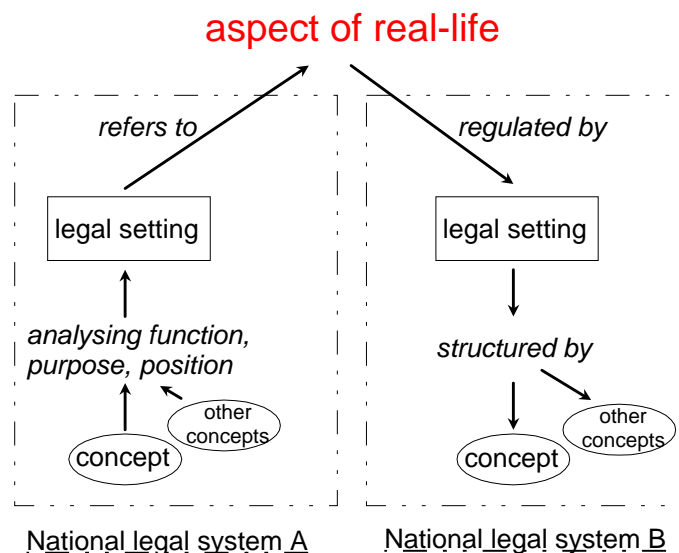 aspect of real-life
refers to
regulated by
legal setting
legal setting
analysing function,
purpose, position
structured by
other
concepts
concept
other
concepts
concept
National legal system A
National legal system B